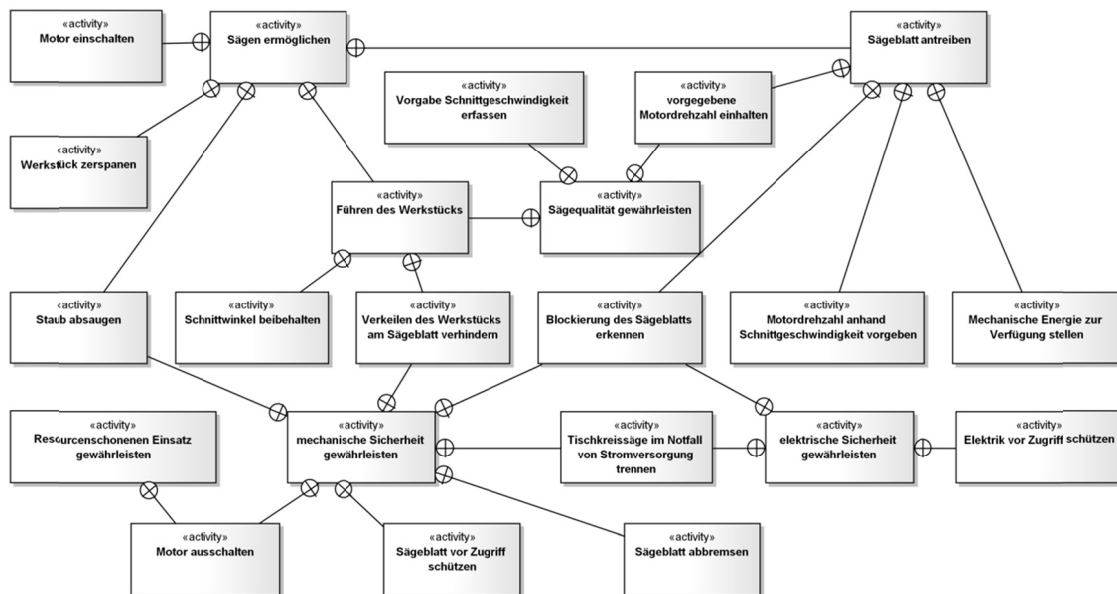 «activity»
Motor einschalten
«activity»
Sägen ermöglichen
«activity»
Sägeblatt antreiben
«activity»
Vorgabe Schnittgeschwindigkeit
erfassen
«activity»
vorgegebene
Motordrehzahl einhalten
«activity»
Werkstück zerspanen
«activity»
Führen des Werkstücks
«activity»
Sägequalität gewährleisten
«activity»
Staub absaugen
«activity»
Schnittwinkel beibehalten
«activity»
Verkeilen des Werkstücks
am Sägeblatt verhindern
«activity»
Blockierung des Sägeblatts
erkennen
«activity»
Motordrehzahl anhand
Schnittgeschwindigkeit vorgeben
«activity»
Mechanische Energie zur
Verfügung stellen
«activity»
Resourcenschonenen Einsatz
gewährleisten
«activity»
mechanische Sicherheit
gewährleisten
«activity»
Tischkreissäge im Notfall
von Stromversorgung
trennen
«activity»
elektrische Sicherheit
gewährleisten
«activity»
Elektrik vor Zugriff schützen
«activity»
Motor ausschalten
«activity»
Sägeblatt vor Zugriff
schützen
«activity»
Sägeblatt abbremsen